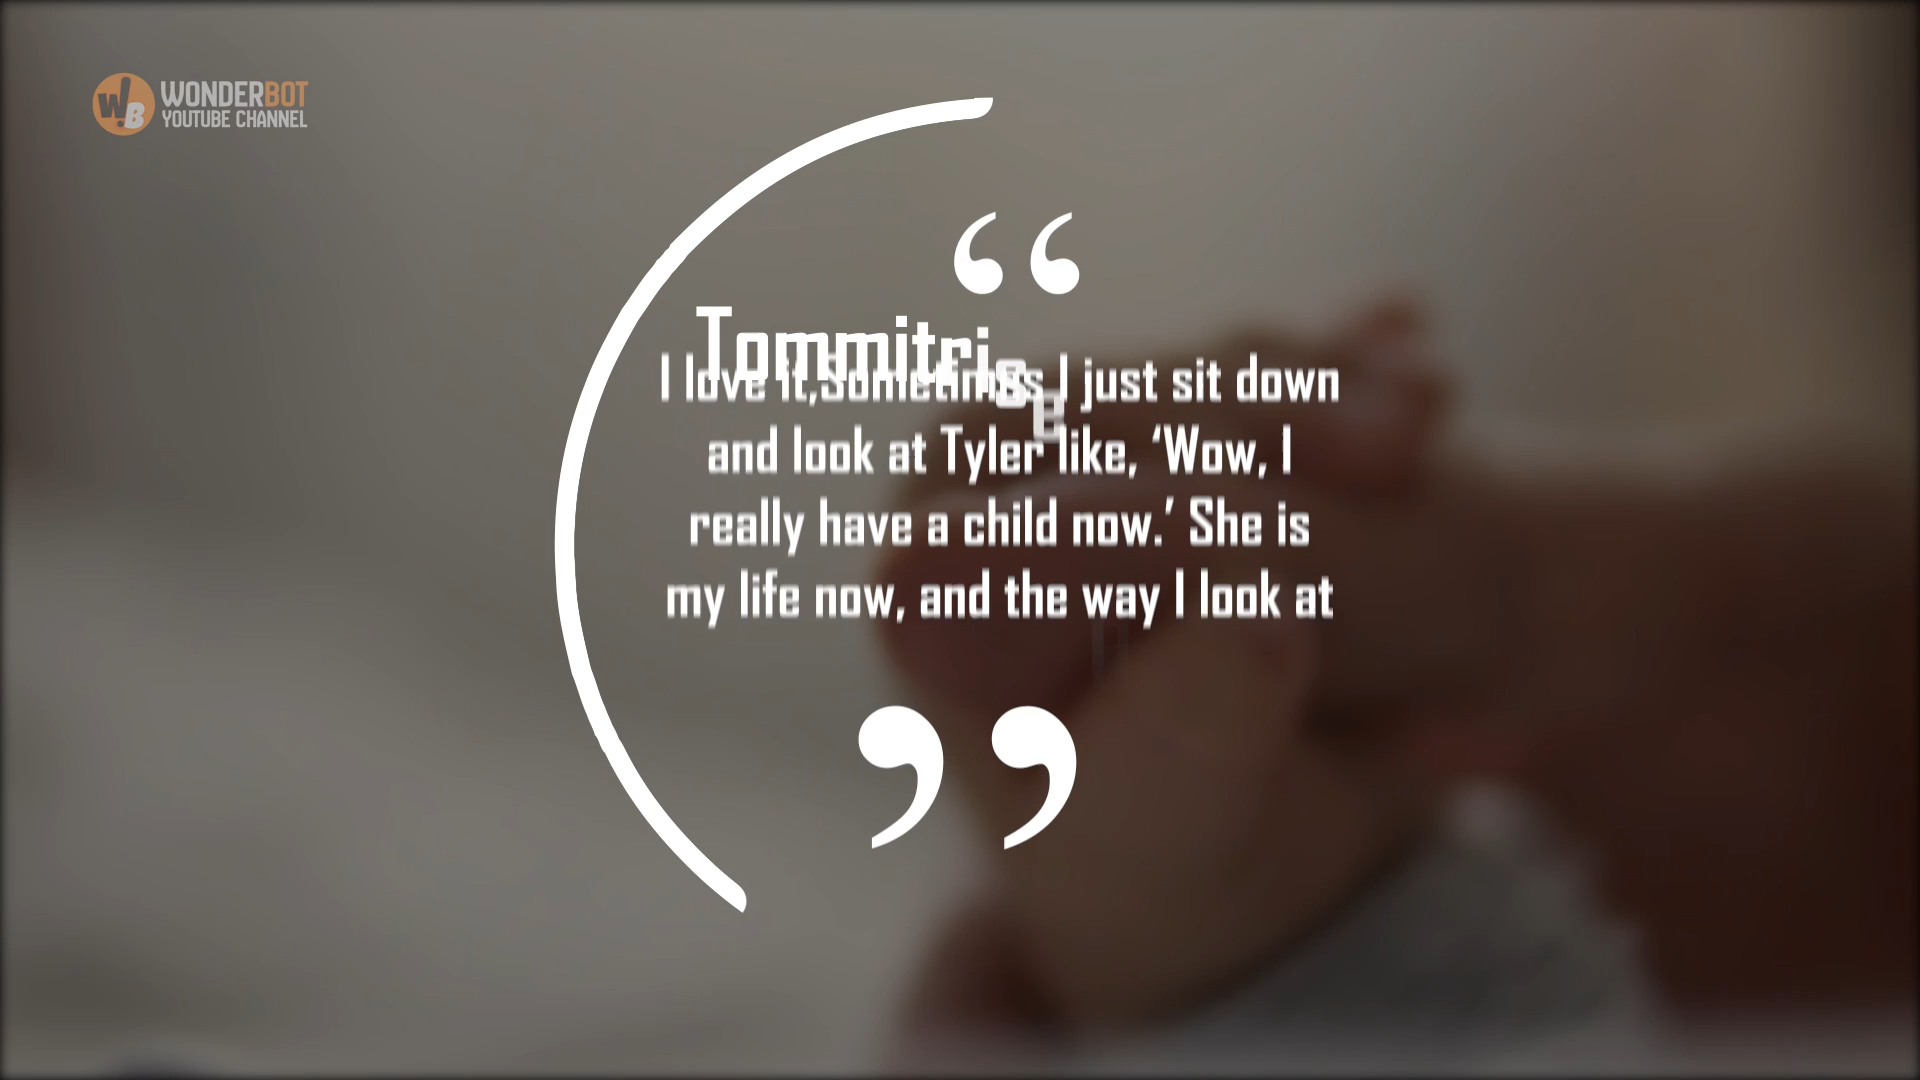 WONDERBOT
YOUTUBE CHANNEL
“
Tommitris
I love it,Sometimes I just sit down
and look at Tyler like, ‘Wow, I
really have a child now.’ She is
my life now, and the way I look at
”